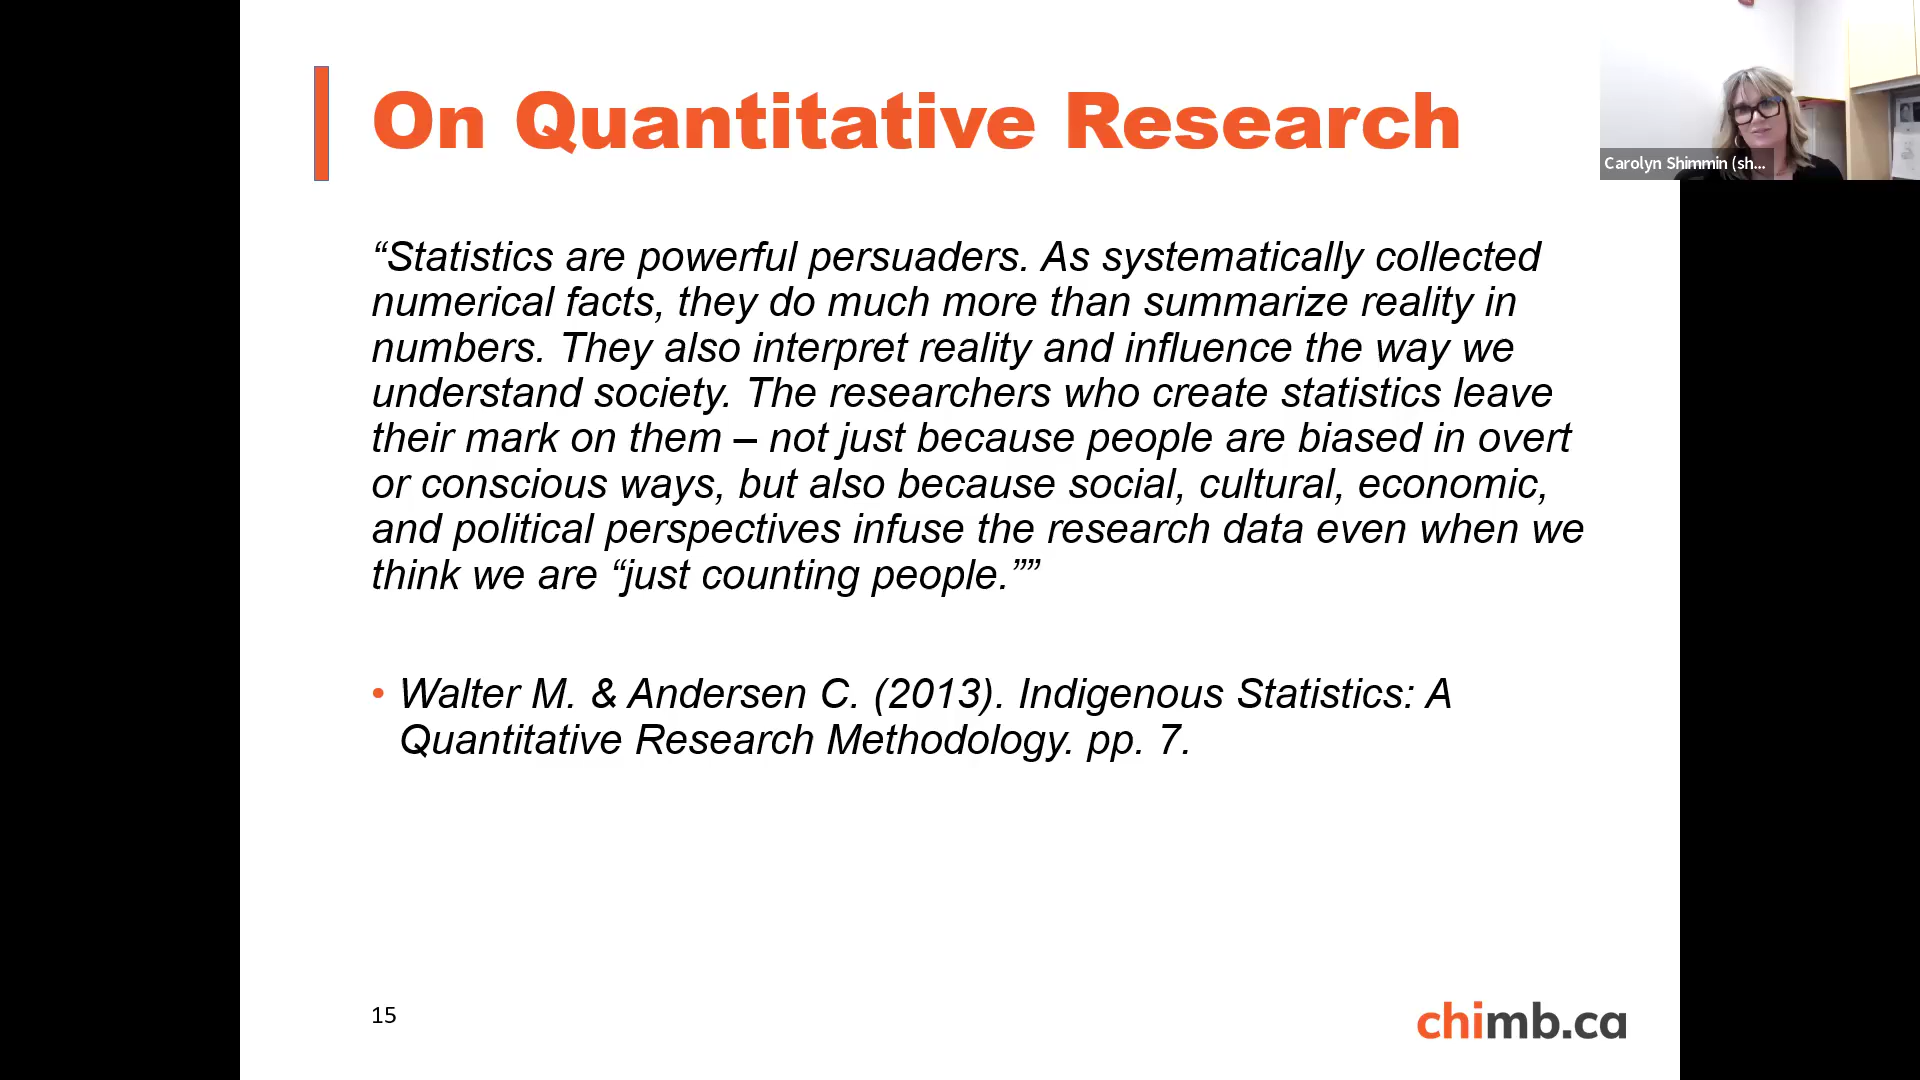 On Quantitative Research
Carolyn Shimmin (sh...
“Statistics are powerful persuaders. As systematically collected
numerical facts, they do much more than summarize reality in
numbers. They also interpret reality and influence the way we
understand society. The researchers who create statistics leave
their mark on them – not just because people are biased in overt
or conscious ways, but also because social, cultural, economic,
and political perspectives infuse the research data even when we
think we are “just counting people.””
• Walter M. & Andersen C. (2013). Indigenous Statistics: A
Quantitative Research Methodology. pp. 7.
15
chimb.ca